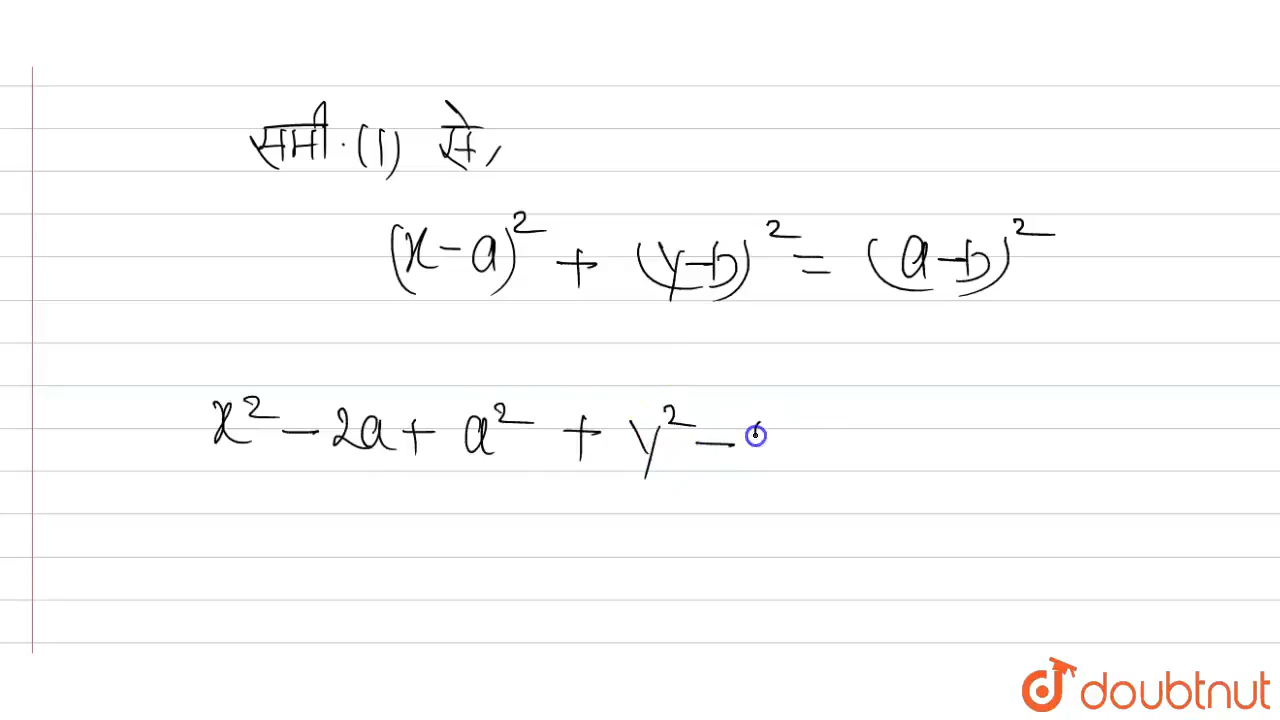 समी. (1) से,
(x-a)² + (y-b)² = (a-b)²
x² - 2a + a² + y² -
doubtnut